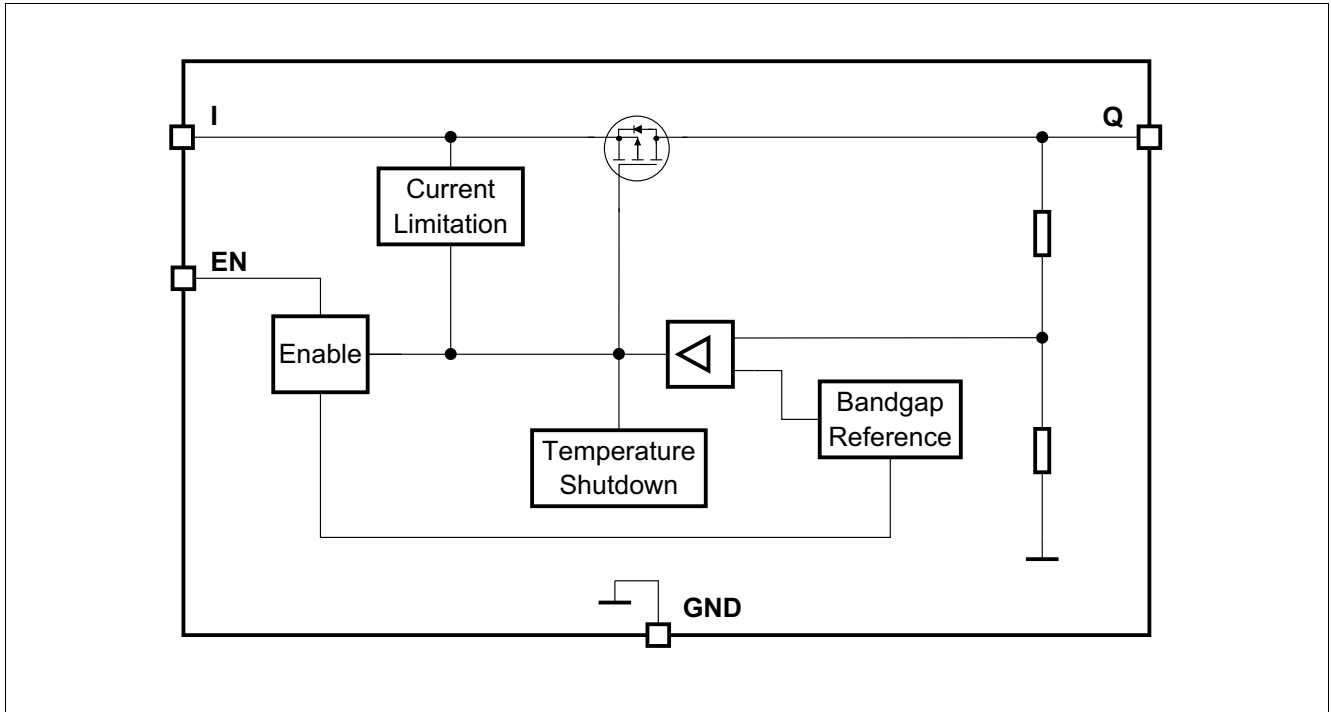 I
Q
Current
Limitation
EN
Enable
Bandgap
Reference
Temperature
Shutdown
GND